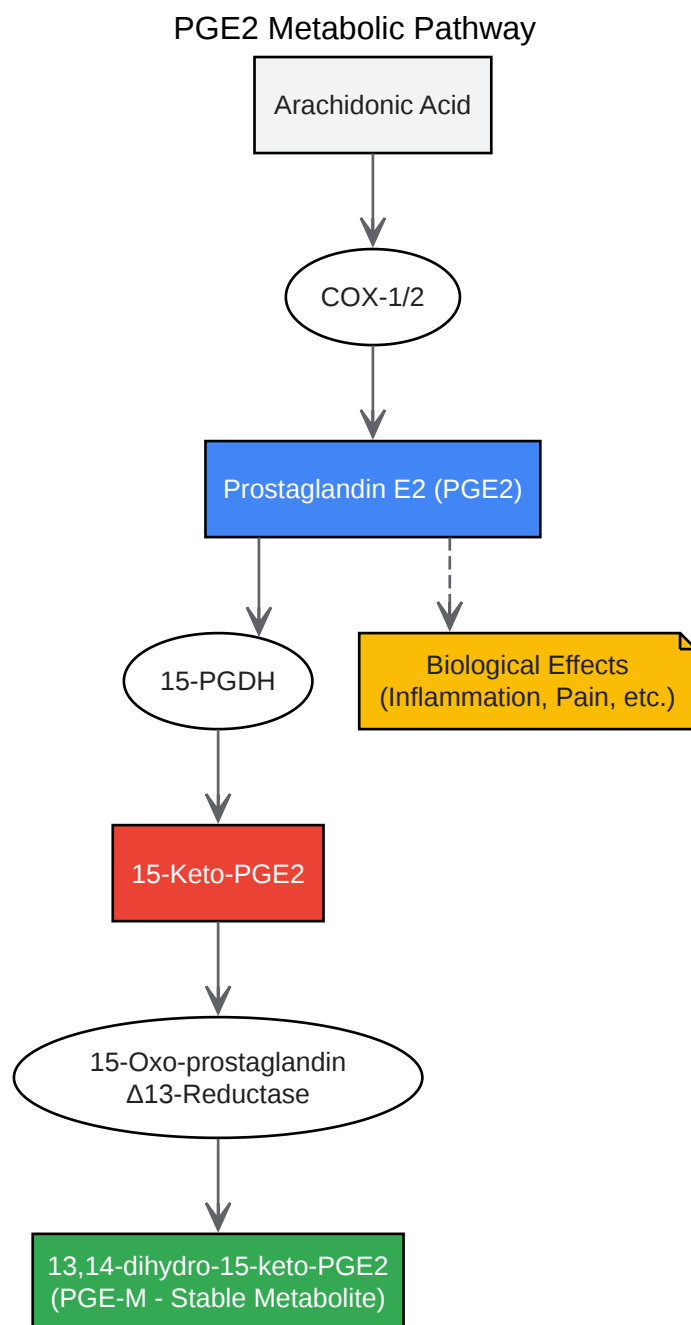 PGE2 Metabolic Pathway
Arachidonic Acid
COX-1/2
Prostaglandin E2 (PGE2)
15-PGDH
Biological Effects
(Inflammation, Pain, etc.)
15-Keto-PGE2
15-Oxo-prostaglandin
Δ13-Reductase
13,14-dihydro-15-keto-PGE2
(PGE-M - Stable Metabolite)